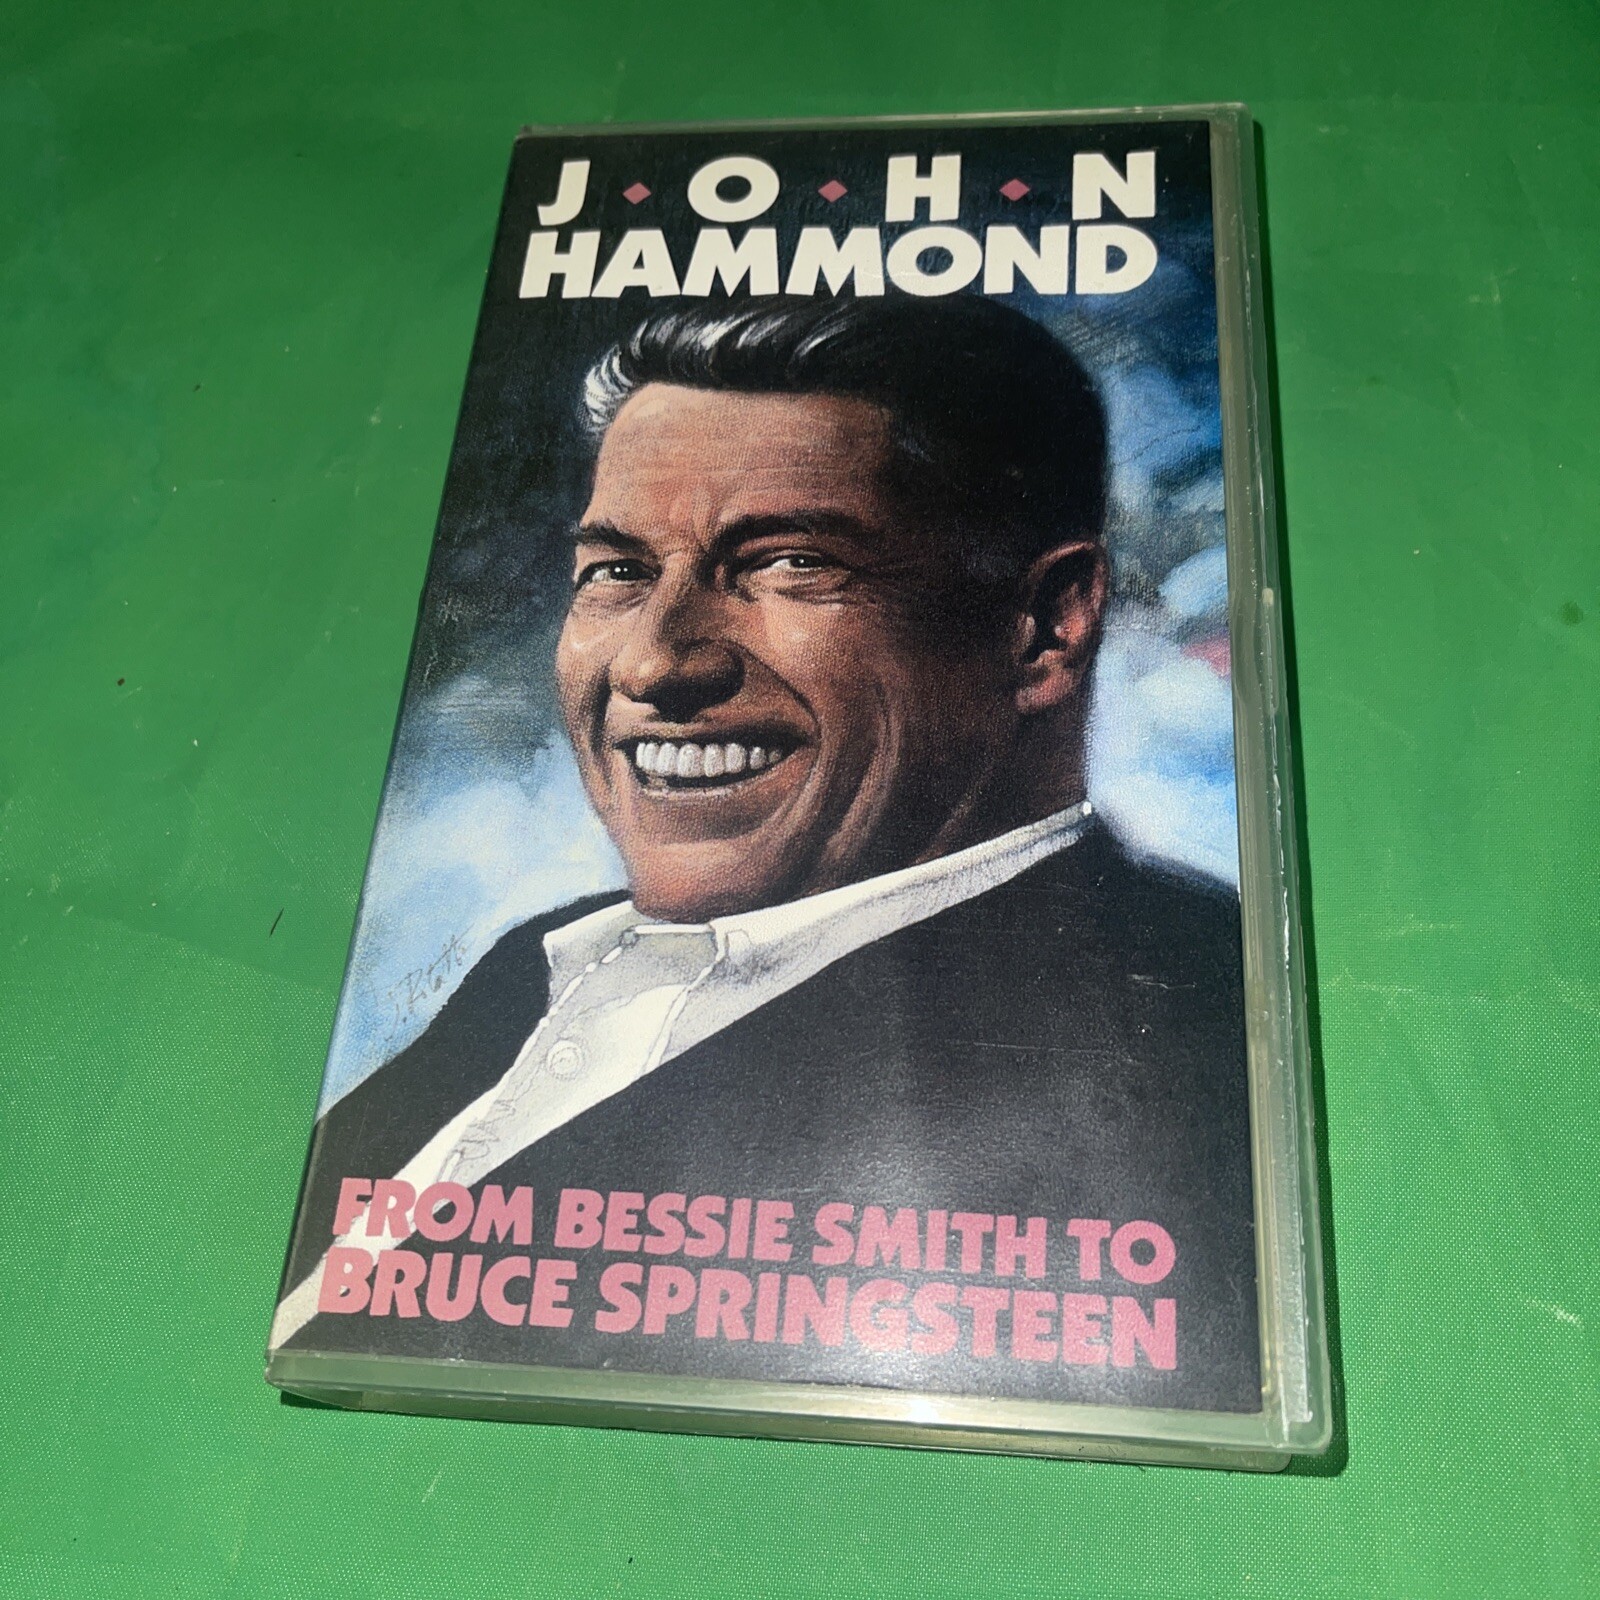 J◆O◆H◆N
HAMMOND
FROM BESSIE SMITH TO
BRUCE SPRINGSTEEN